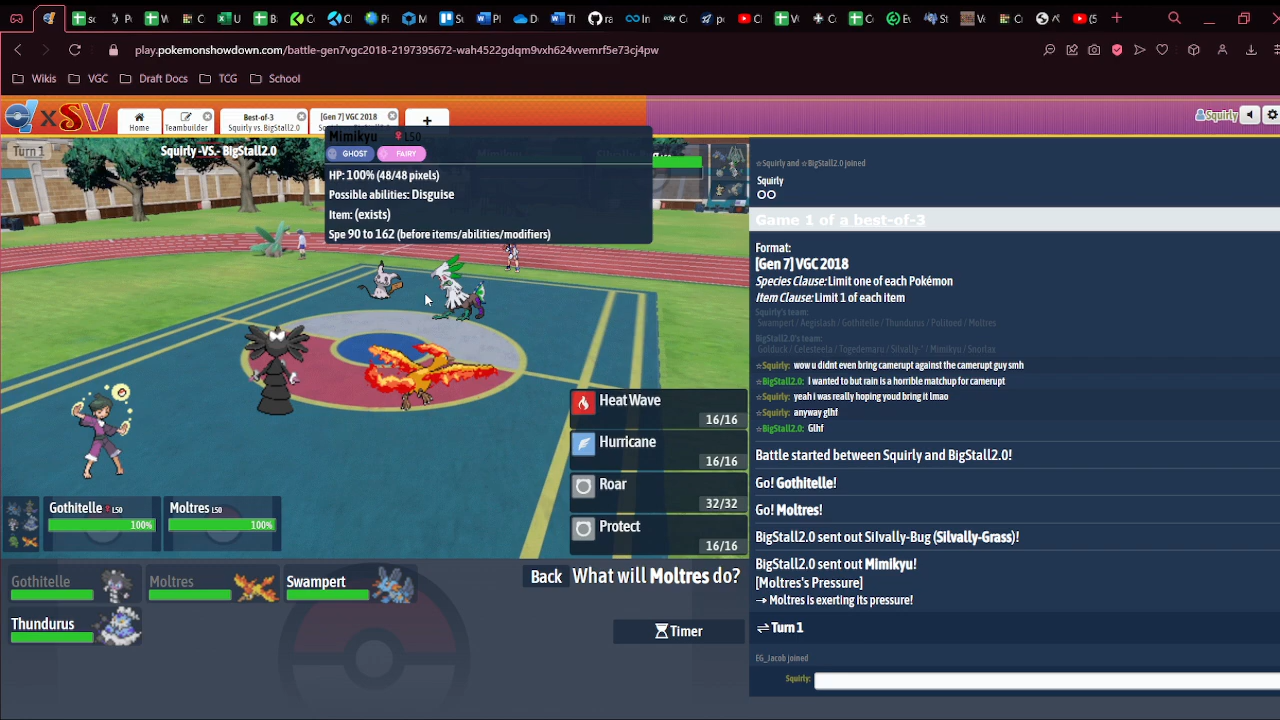 play.pokemonshowdown.com/battle-gen7vgc2018-2197395672-wah4522gdqm9vxh624vvemrf5e73cj4pw
Wikis VGC Draft Docs TCG School
Home
Teambuilder
Best-of-3
Squirly vs. BigStall2.0
[Gen 7] VGC 2018
+
Squirly
Turn 1
Squirly -VS.- BigStall2.0
Mimikyu L50
GHOST FAIRY
HP: 100% (48/48 pixels)
Possible abilities: Disguise
Item: (exists)
Spe 90 to 162 (before items/abilities/modifiers)
Heat Wave
16/16
Hurricane
16/16
Roar
32/32
Protect
16/16
Gothitelle L50
100%
Moltres L50
100%
Back What will Moltres do?
Gothitelle
Moltres
Swampert
Thundurus
Timer
☆Squirly and ☆BigStall2.0 joined
Squirly
○○
Game 1 of a best-of-3
Format:
[Gen 7] VGC 2018
Species Clause: Limit one of each Pokémon
Item Clause: Limit 1 of each item
Squirly's team:
Swampert / Aegislash / Gothitelle / Thundurus / Politoed / Moltres
BigStall2.0's team:
Golduck / Celesteela / Togedemaru / Silvally-* / Mimikyu / Snorlax
☆Squirly: wow u didnt even bring camerupt against the camerupt guy smh
☆BigStall2.0: I wanted to but rain is a horrible matchup for camerupt
☆Squirly: yeah i was really hoping youd bring it lmao
☆Squirly: anyway glhf
☆BigStall2.0: Glhf
Battle started between Squirly and BigStall2.0!
Go! Gothitelle!
Go! Moltres!
BigStall2.0 sent out Silvally-Bug (Silvally-Grass)!
BigStall2.0 sent out Mimikyu!
[Moltres's Pressure]
→ Moltres is exerting its pressure!
⇌ Turn 1
EG_Jacob joined
Squirly: